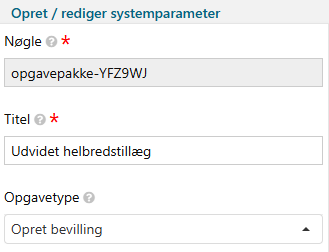 Opret / rediger systemparameter
Nøgle ? *
opgavepakke-YFZ9WJ
Titel ? *
Udvidet helbredstillæg
Opgavetype ?
Opret bevilling